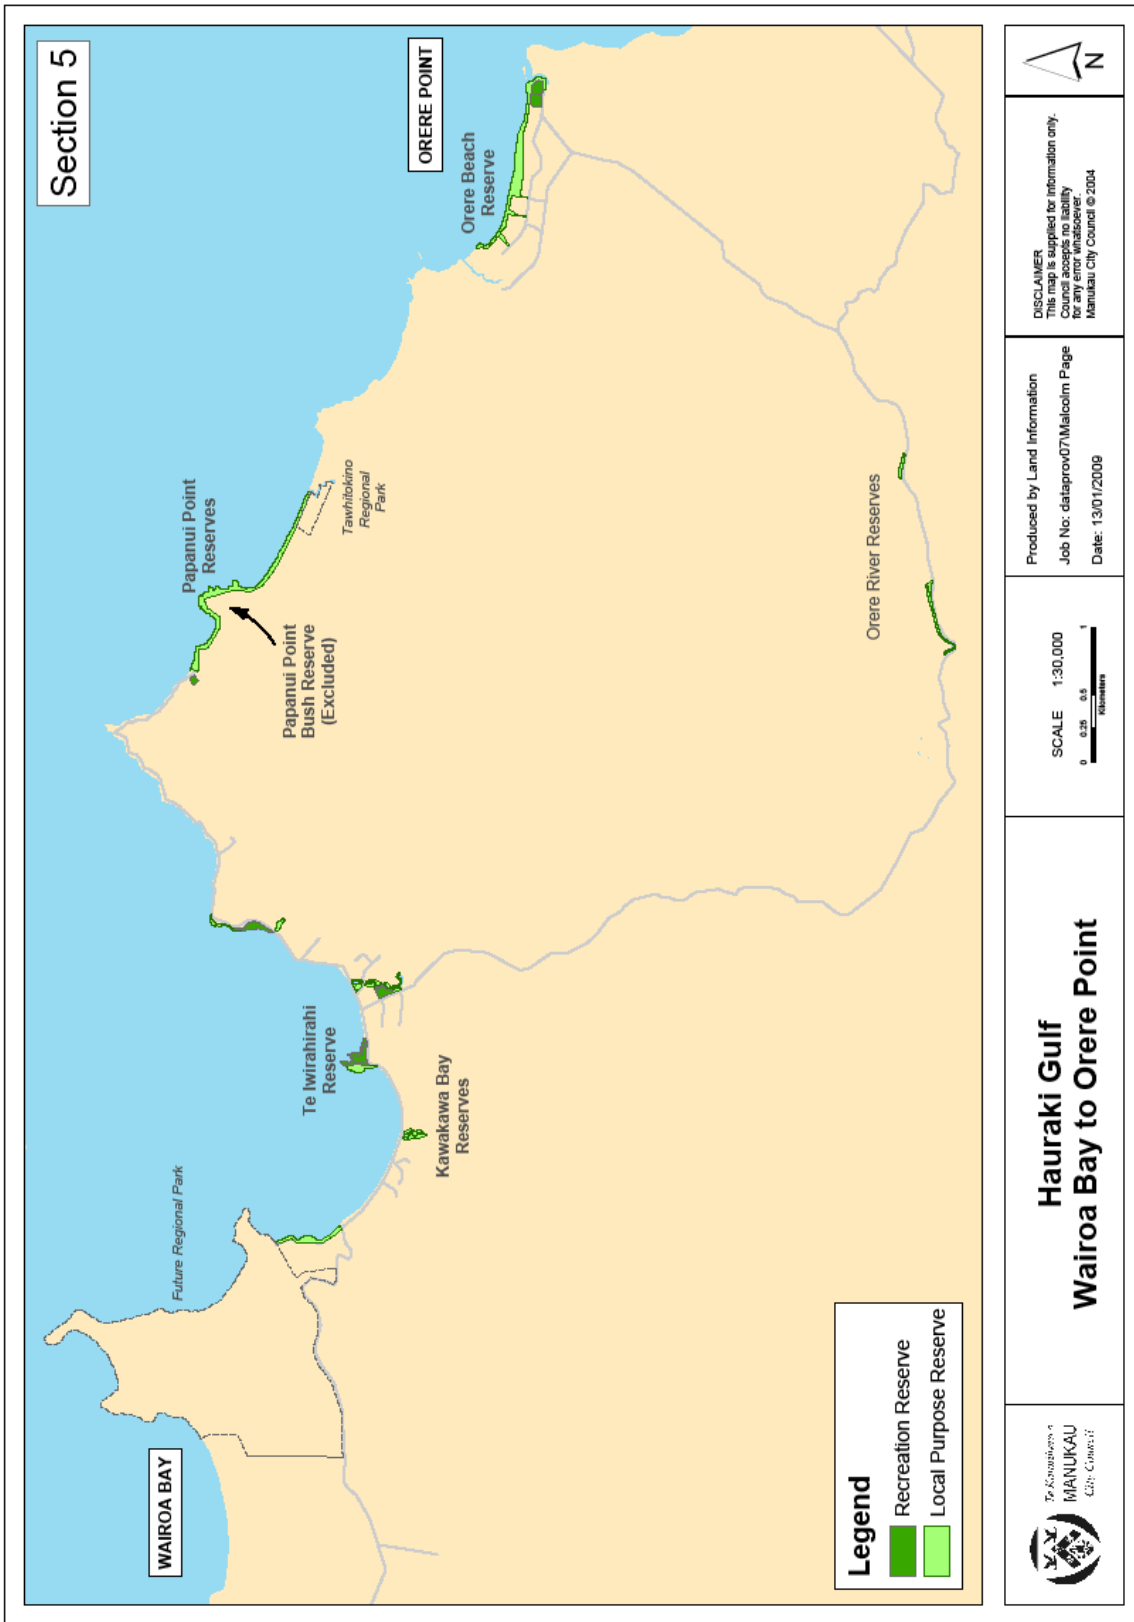 Section 5
WAIROA BAY
Future Regional Park
Te Iwirahirahi
Reserve
Kawakawa Bay
Reserves
Papanui Point
Reserves
Papanui Point
Bush Reserve
(Excluded)
Tawhitokino
Regional
Park
Orere Beach
Reserve
ORERE POINT
Orere River Reserves
Legend
Recreation Reserve
Local Purpose Reserve
MANUKAU
City Council
Hauraki Gulf
Wairoa Bay to Orere Point
SCALE 1:30,000
0 0.25 0.5 1
Kilometers
Produced by Land Information
Job No: dataprov07\Malcolm Page
Date: 13/01/2009
DISCLAIMER
This map is supplied for information only.
Council accepts no liability
for any error whatsoever.
Manukau City Council © 2004
N